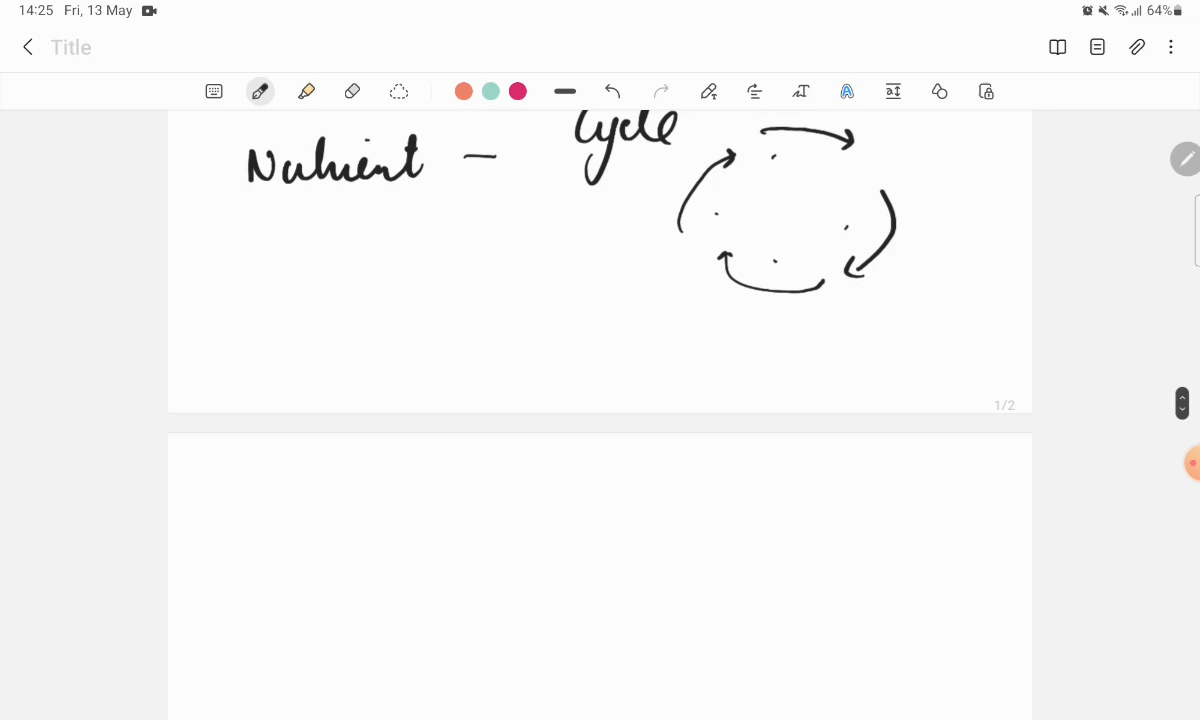 14:25 Fri, 13 May 64%
Title
Cycle
Nutrient —
1/2